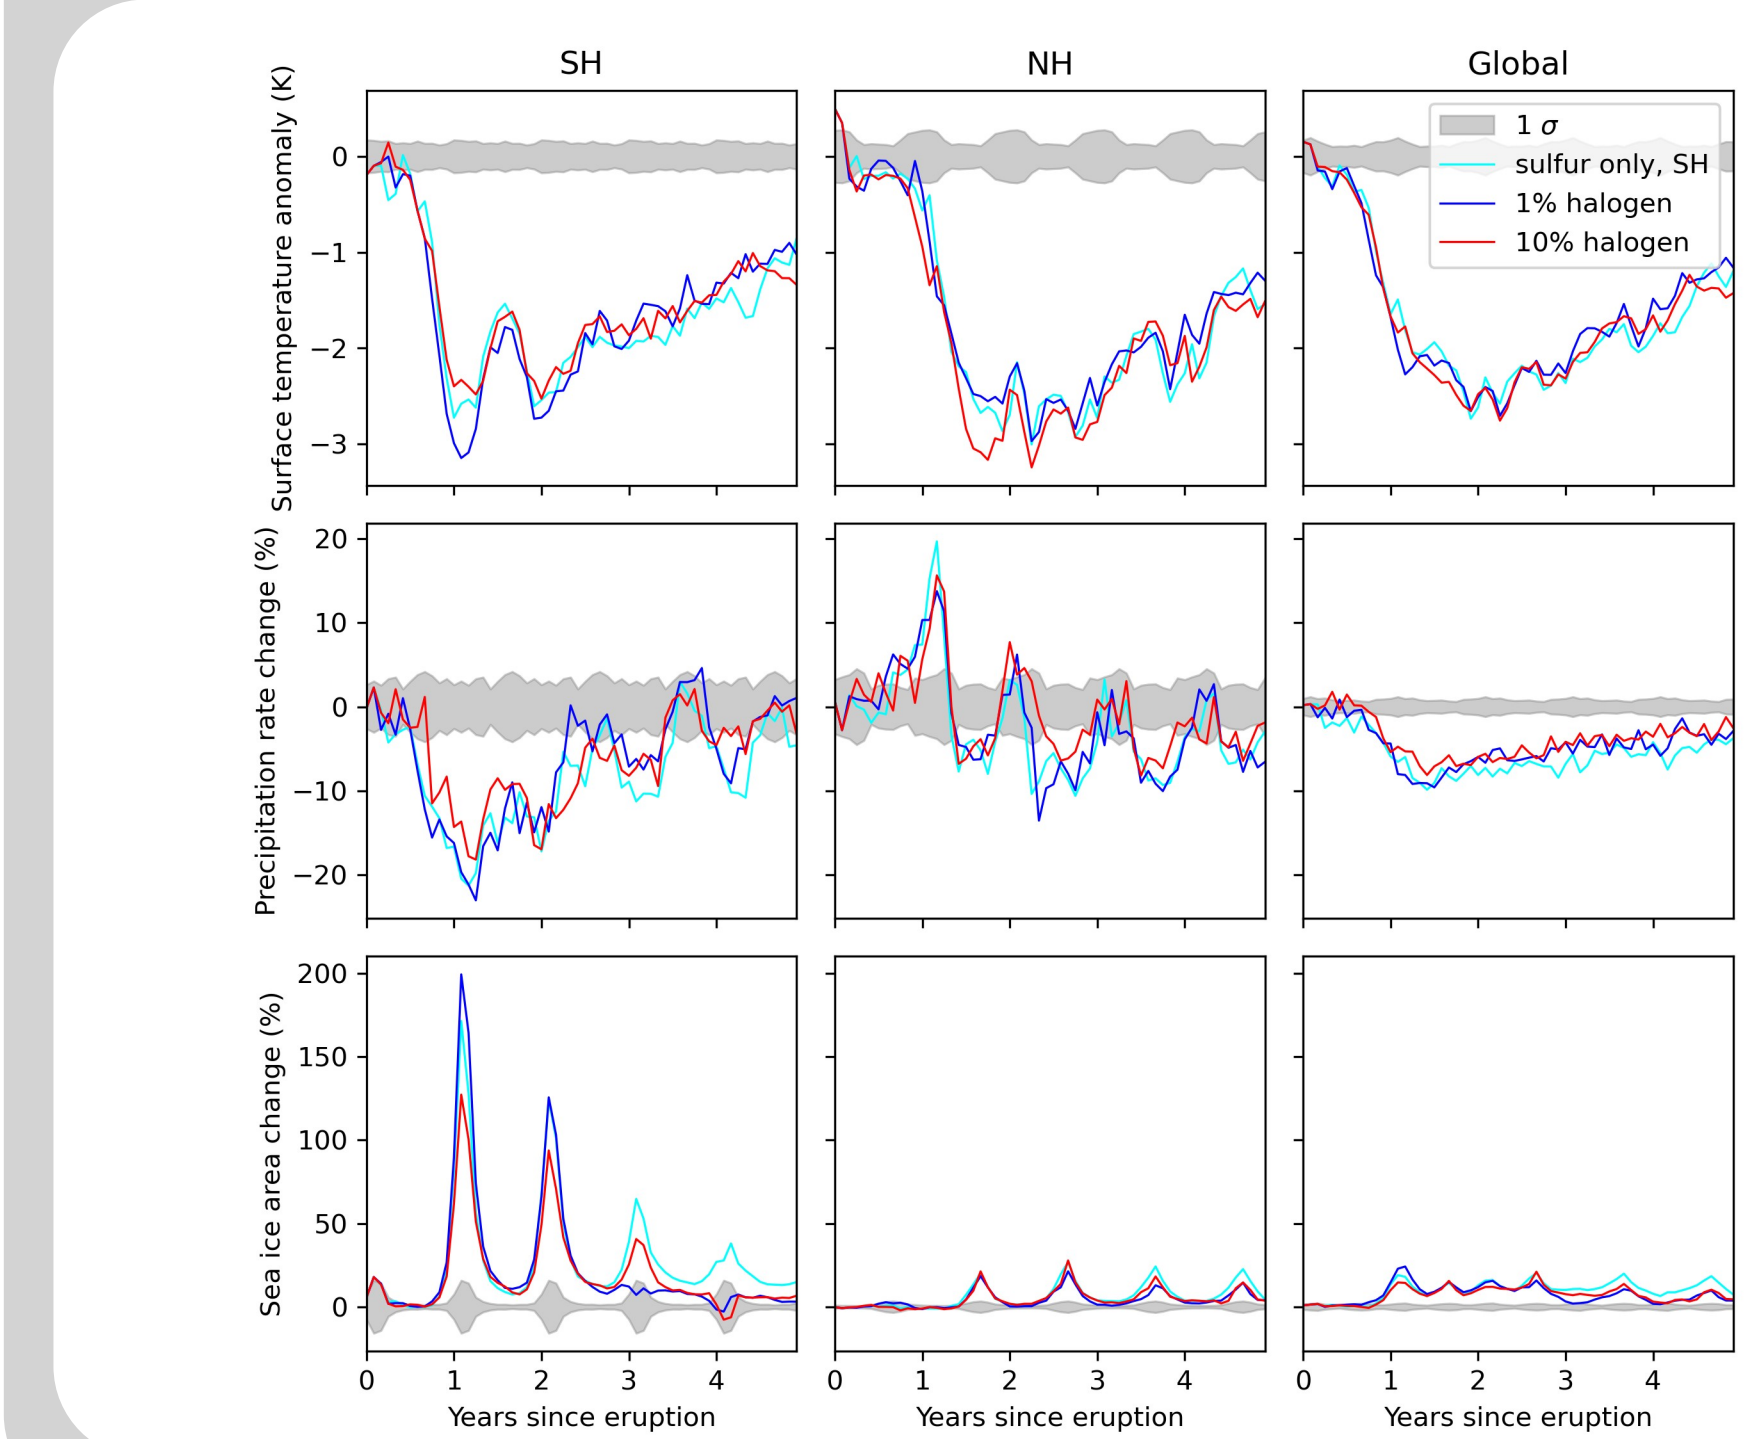 SH
NH
Global
Surface temperature anomaly (K)
0
−1
−2
−3
1 σ
sulfur only, SH
1% halogen
10% halogen
Precipitation rate change (%)
20
10
0
−10
−20
Sea ice area change (%)
200
150
100
50
0
0 1 2 3 4
0 1 2 3 4
0 1 2 3 4
Years since eruption
Years since eruption
Years since eruption